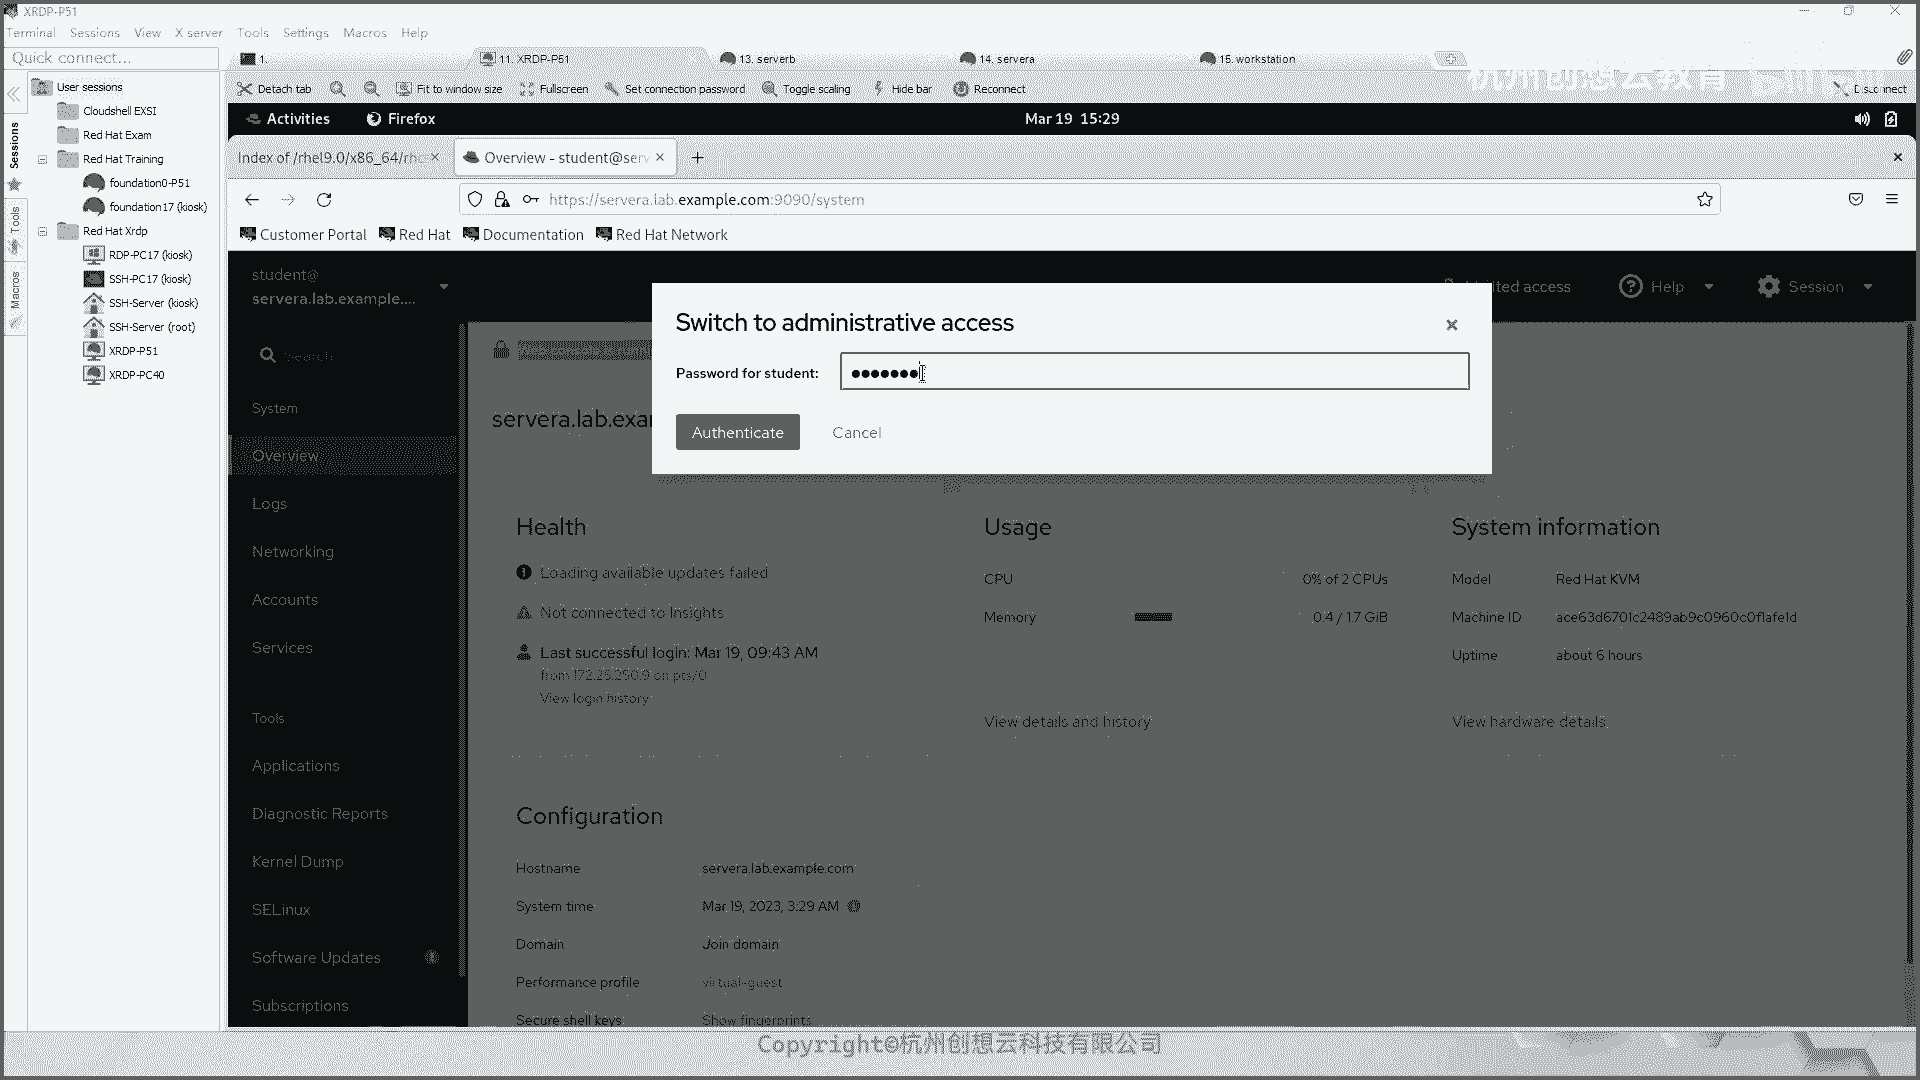 XRDP-P51
Terminal Sessions View X server Tools Settings Macros Help
Quick connect...
1. 11. XRDP-P51 13. serverb 14. servera 15. workstation
Detach tab Fit to window size Fullscreen Set connection password Toggle scaling Hide bar Reconnect
杭州创想云教育
Sessions
Tools
Macros
User sessions
Cloudshell EXSI
Red Hat Exam
Red Hat Training
foundation0-P51
foundation17 (kiosk)
Red Hat Xrdp
RDP-PC17 (kiosk)
SSH-PC17 (kiosk)
SSH-Server (kiosk)
SSH-Server (root)
XRDP-P51
XRDP-PC40
Activities Firefox Mar 19 15:29
Index of /rhel9.0/x86_64/rhc Overview - student@serv
https://servera.lab.example.com:9090/system
Customer Portal Red Hat Documentation Red Hat Network
student@
servera.lab.example....
access Help Session
Search
System
Overview
Logs
Networking
Accounts
Services
Tools
Applications
Diagnostic Reports
Kernel Dump
SELinux
Software Updates
Subscriptions
Switch to administrative access
Password for student:
Authenticate Cancel
servera.lab.exa
Health
Loading available updates failed
Not connected to Insights
Last successful login: Mar 19, 09:43 AM
from 172.25.250.9 on pts/0
View login history
Usage
CPU 0% of 2 CPUs
Memory 0.4 / 1.7 GiB
View details and history
System information
Model Red Hat KVM
Machine ID ace63d6701c2489ab9c0960c0f1afe1d
Uptime about 6 hours
View hardware details
Configuration
Hostname servera.lab.example.com
System time Mar 19, 2023, 3:29 AM
Domain Join domain
Performance profile virtual-guest
Secure shell keys Show fingerprints
Copyright©杭州创想云科技有限公司